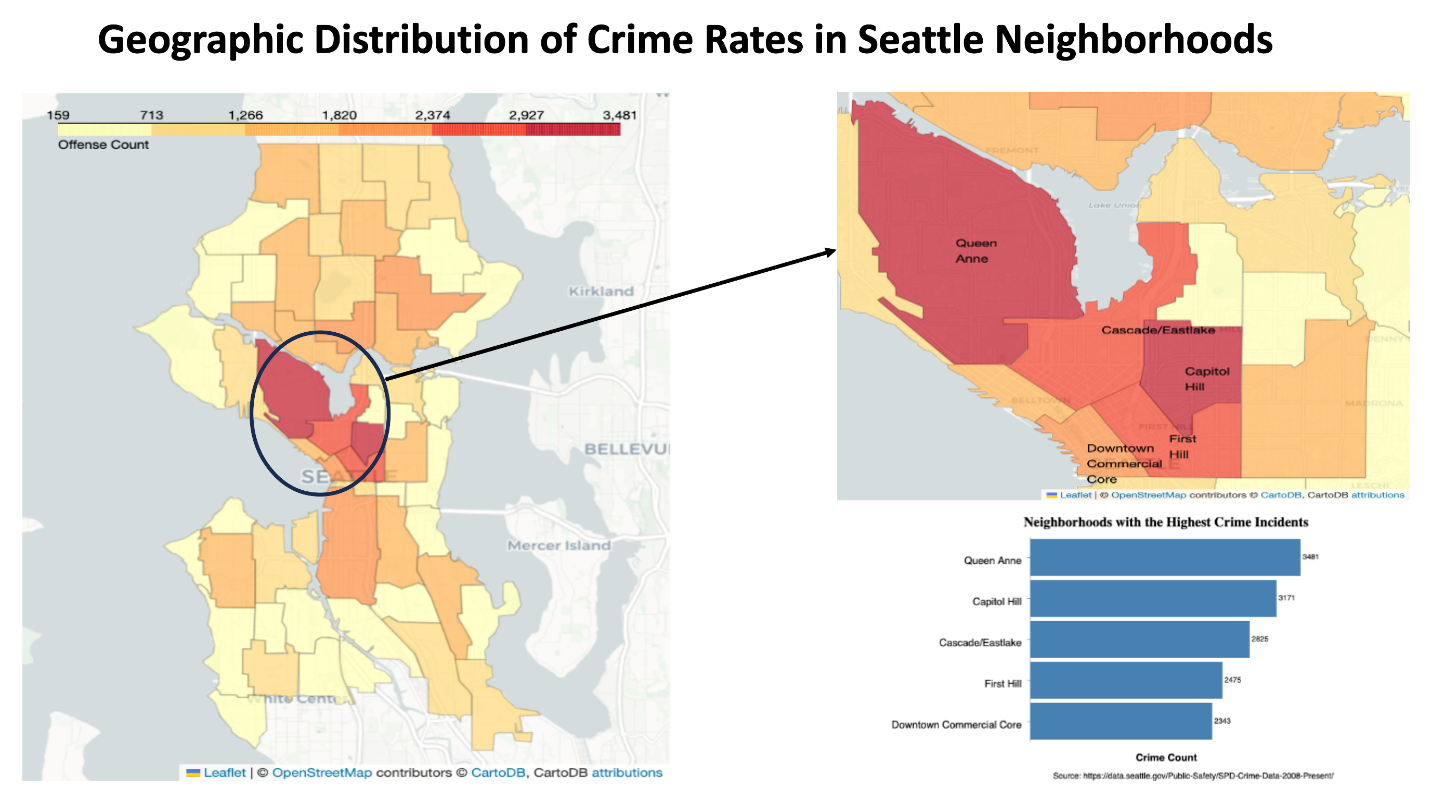 Geographic Distribution of Crime Rates in Seattle Neighborhoods
159 713 1,266 1,820 2,374 2,927 3,481
Offense Count
Kirkland
BELLEVU
SEATTLE
Mercer Island
White Center
Leaflet | © OpenStreetMap contributors © CartoDB, CartoDB attributions
FREMONT
Lake Union
Queen
Anne
Cascade/Eastlake
HILL
DENNY
Capitol
Hill
BELLTOWN
MADRONA
FIRST HILL
First
Hill
Downtown
Commercial
Core
LESCHI
Leaflet | © OpenStreetMap contributors © CartoDB, CartoDB attributions
Neighborhoods with the Highest Crime Incidents
Queen Anne 3481
Capitol Hill 3171
Cascade/Eastlake 2825
First Hill 2475
Downtown Commercial Core 2343
Crime Count
Source: https://data.seattle.gov/Public-Safety/SPD-Crime-Data-2008-Present/